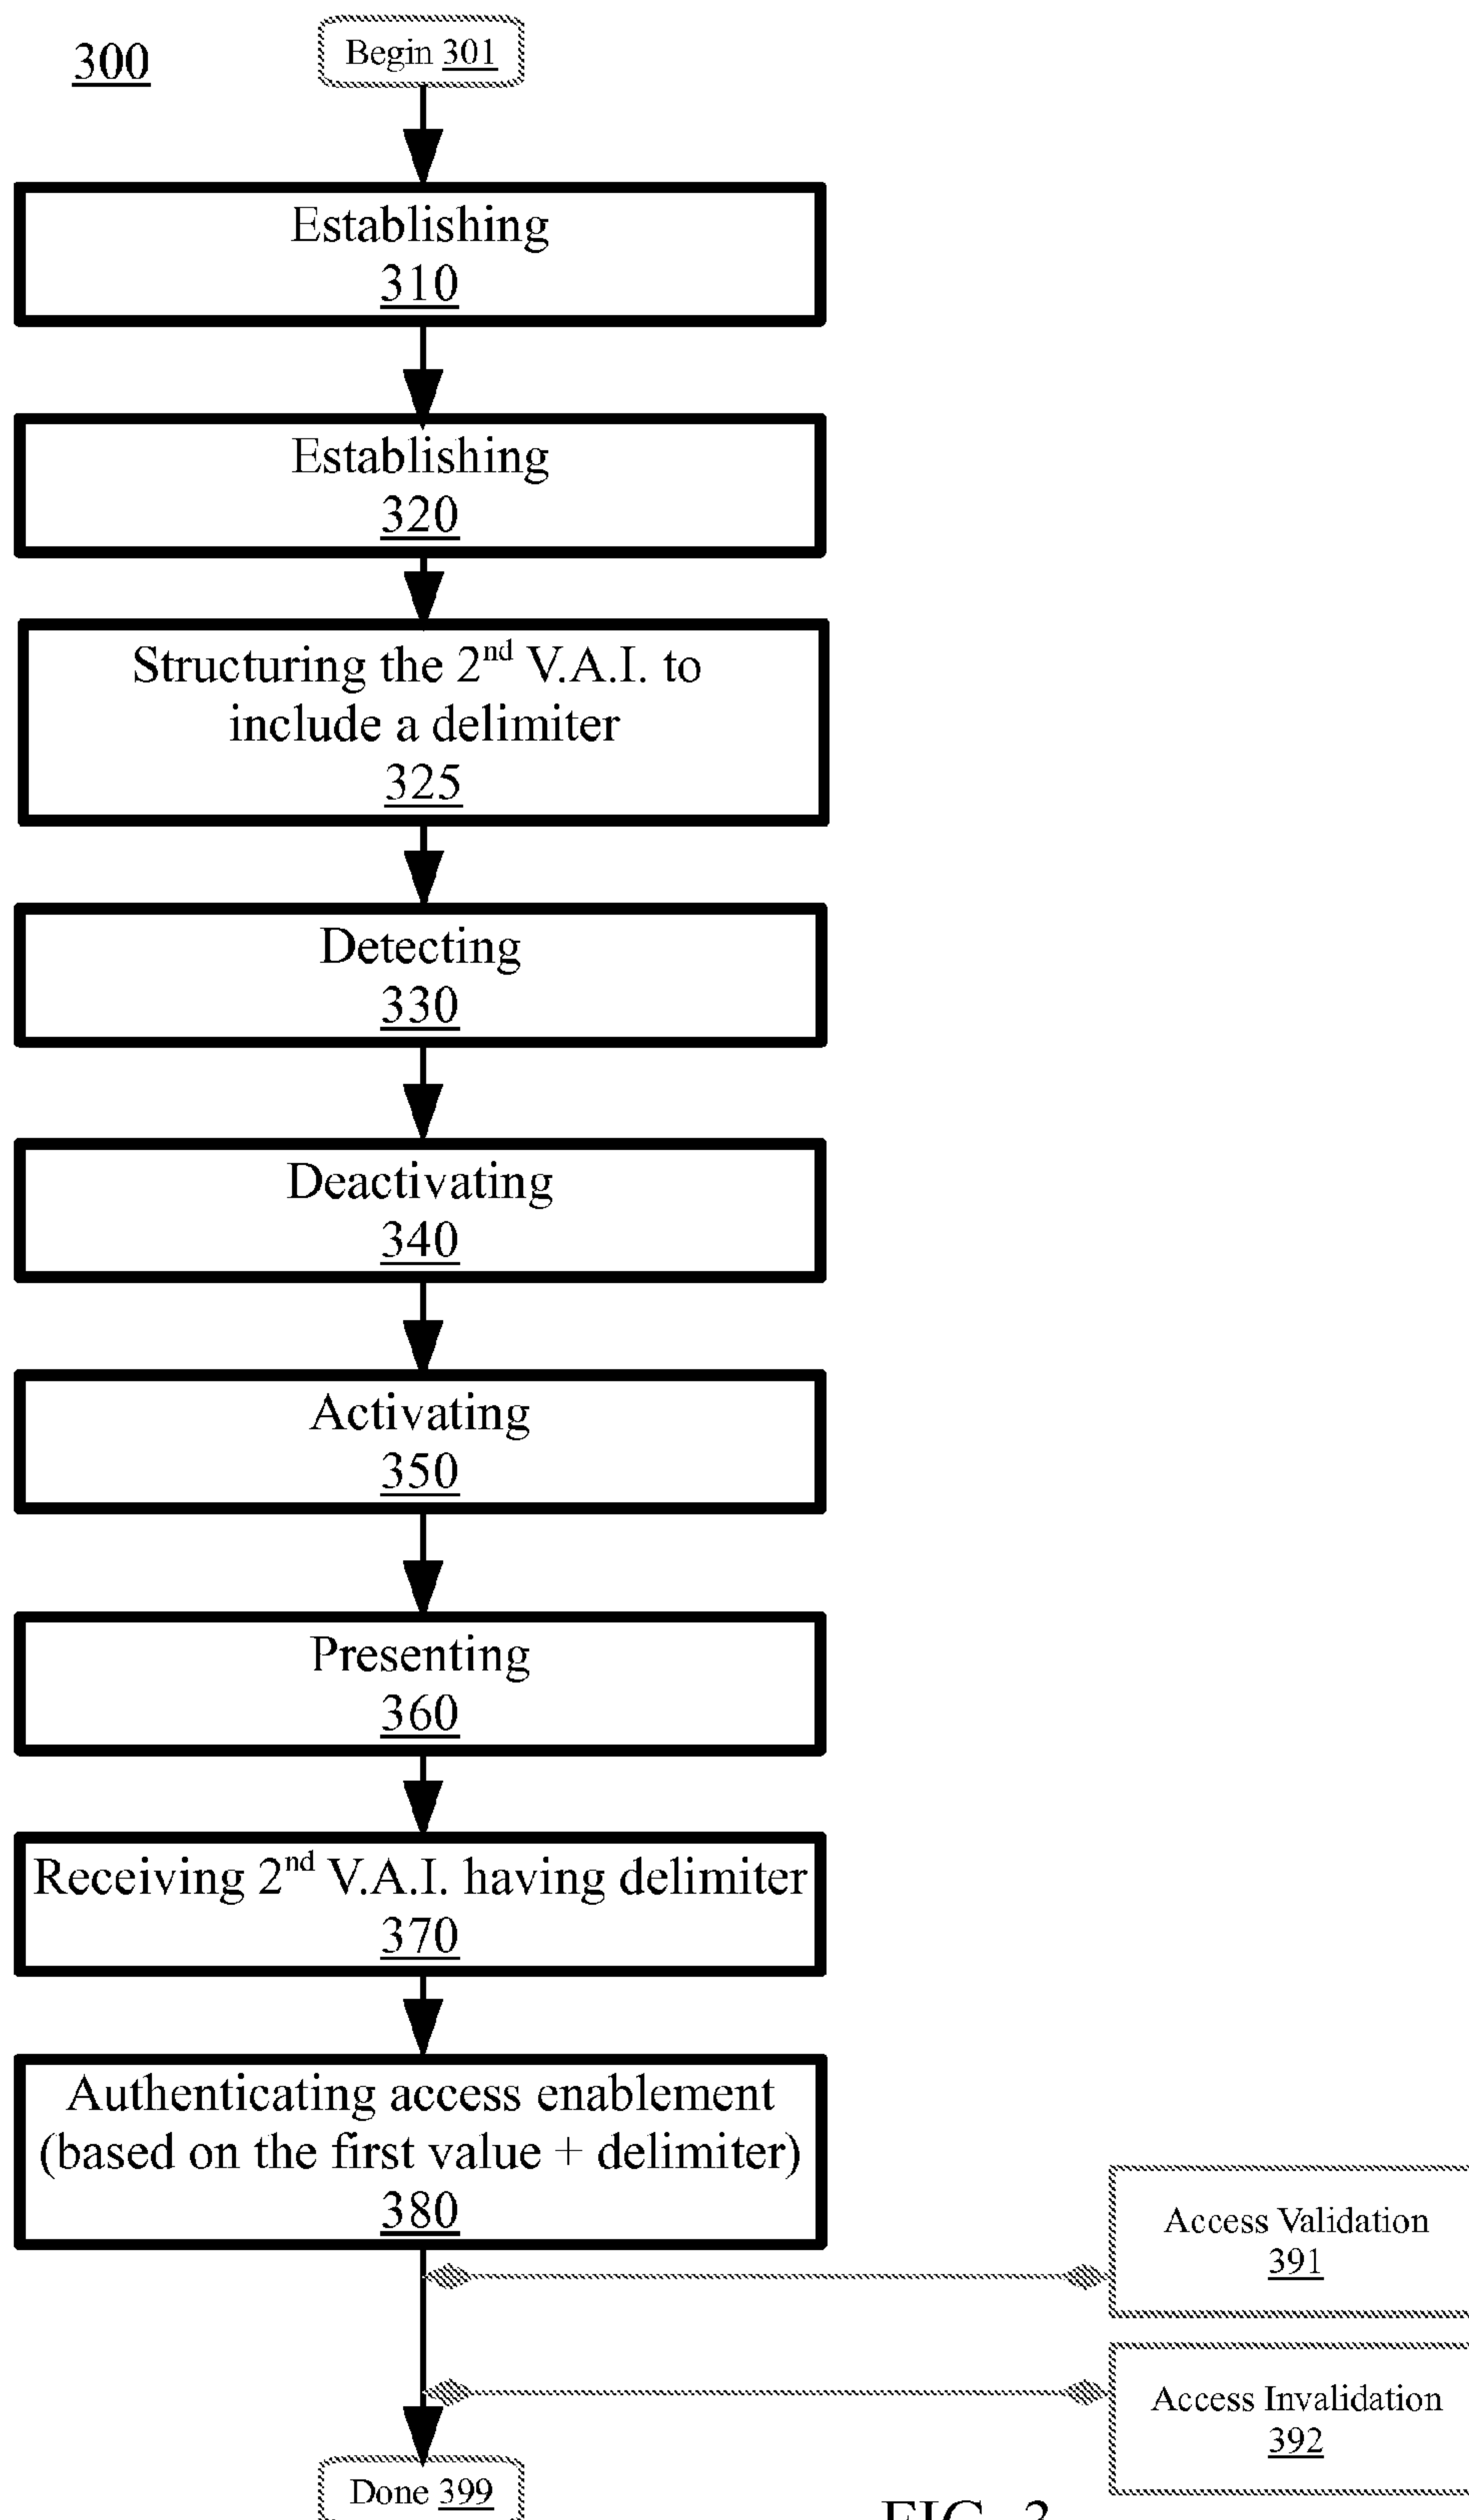 300
Begin 301
Establishing
310
Establishing
320
Structuring the 2nd V.A.I. to
include a delimiter
325
Detecting
330
Deactivating
340
Activating
350
Presenting
360
Receiving 2nd V.A.I. having delimiter
370
Authenticating access enablement
(based on the first value + delimiter)
380
Access Validation
391
Access Invalidation
392
Done 399
FIG. 3